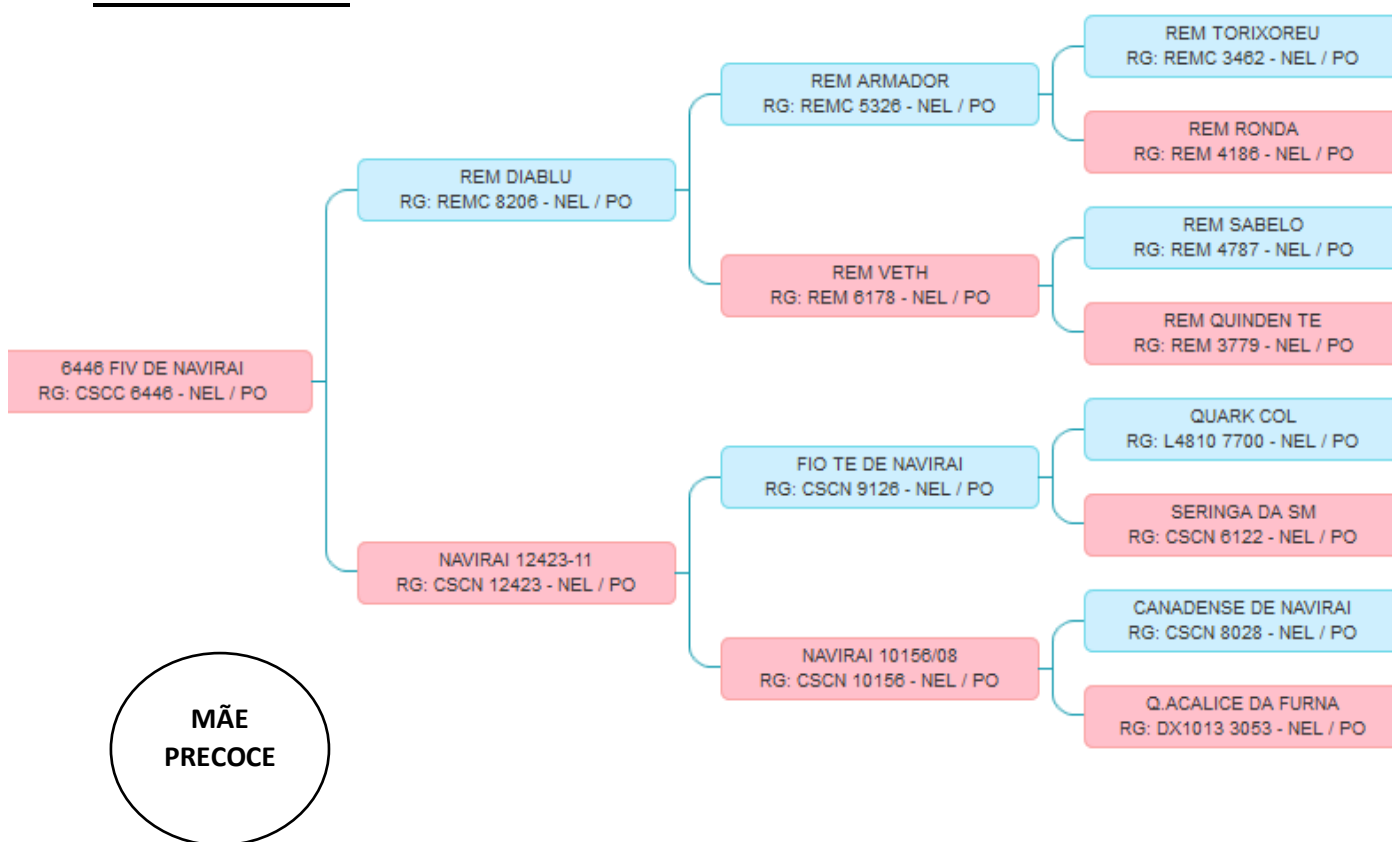 REM TORIXOREU
RG: REMC 3462 - NEL / PO
REM ARMADOR
RG: REMC 5326 - NEL / PO
REM RONDA
RG: REM 4186 - NEL / PO
REM DIABLU
RG: REMC 8206 - NEL / PO
REM SABELO
RG: REM 4787 - NEL / PO
REM VETH
RG: REM 6178 - NEL / PO
REM QUINDEN TE
RG: REM 3779 - NEL / PO
6446 FIV DE NAVIRAI
RG: CSCC 6446 - NEL / PO
QUARK COL
RG: L4810 7700 - NEL / PO
FIO TE DE NAVIRAI
RG: CSCN 9126 - NEL / PO
SERINGA DA SM
RG: CSCN 6122 - NEL / PO
NAVIRAI 12423-11
RG: CSCN 12423 - NEL / PO
CANADENSE DE NAVIRAI
RG: CSCN 8028 - NEL / PO
NAVIRAI 10156/08
RG: CSCN 10156 - NEL / PO
Q.ACALICE DA FURNA
RG: DX1013 3053 - NEL / PO
MÃE
PRECOCE